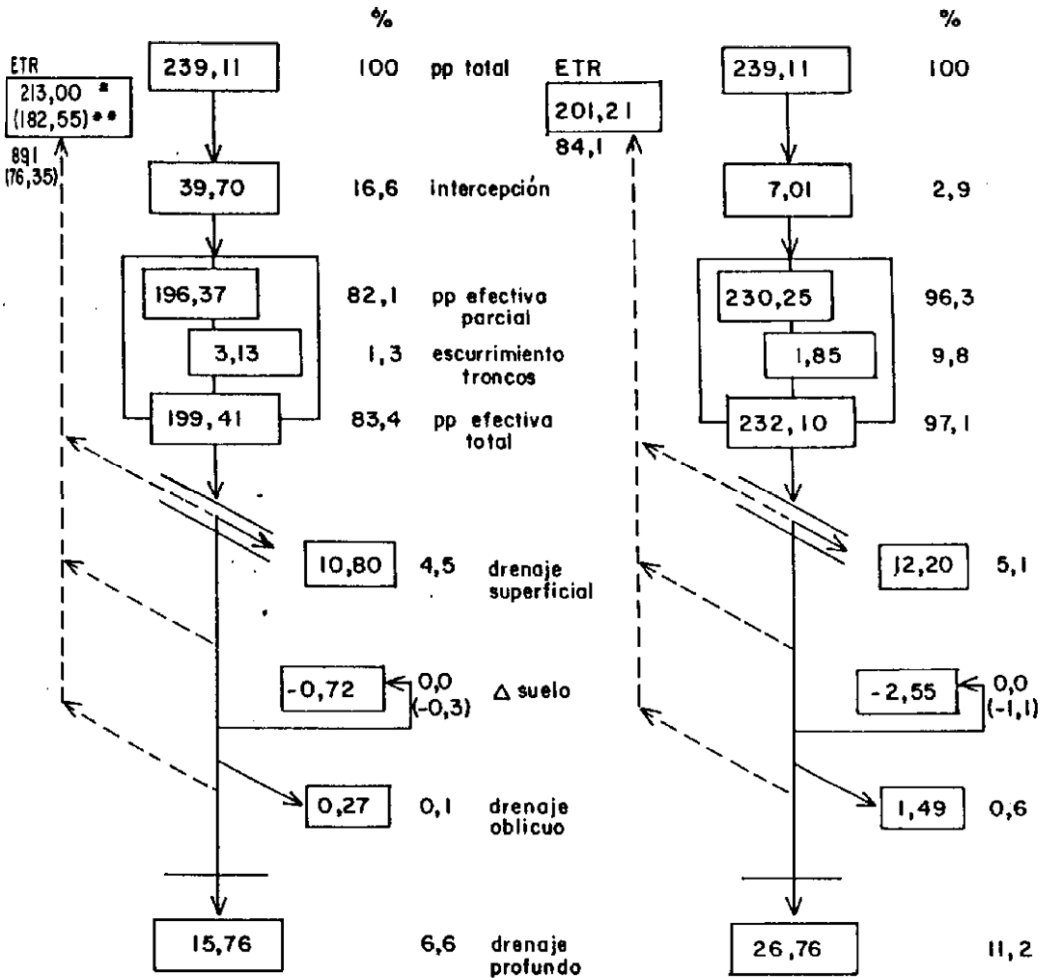 %
%
ETR
213,00 *
(182,55)**
891
(76,35)
239,11
100
pp total
ETR
201,21
84,1
239,11
100
39,70
16,6
intercepción
7,01
2,9
196,37
82,1
pp efectiva
parcial
230,25
96,3
3,13
1,3
escurrimiento
troncos
1,85
9,8
199,41
83,4
pp efectiva
total
232,10
97,1
10,80
4,5
drenaje
superficial
12,20
5,1
-0,72
0,0
(-0,3)
Δ suelo
-2,55
0,0
(-1,1)
0,27
0,1
drenaje
oblicuo
1,49
0,6
15,76
6,6
drenaje
profundo
26,76
11,2